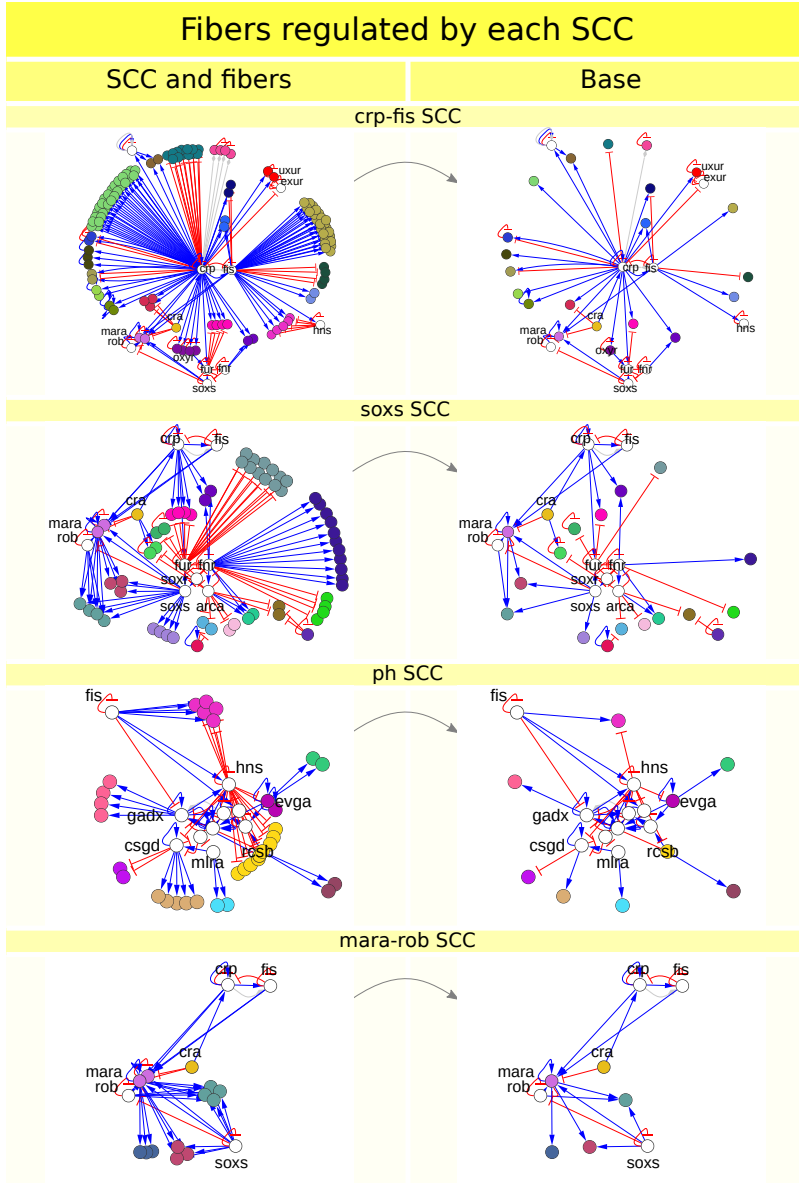 Fibers regulated by each SCC
SCC and fibers
Base
crp-fis SCC
uxur
exur
crp
fis
cra
mara
rob
hns
oxyr
fur
fnr
soxs
uxur
exur
crp
fis
cra
mara
rob
hns
oxyr
fur
fnr
soxs
soxs SCC
crp
fis
cra
mara
rob
fur
fnr
soxr
soxs
arca
crp
fis
cra
mara
rob
fur
fnr
soxr
soxs
arca
ph SCC
fis
hns
evga
gadx
csgd
rcsb
mlra
fis
hns
evga
gadx
csgd
rcsb
mlra
mara-rob SCC
crp
fis
cra
mara
rob
soxs
crp
fis
cra
mara
rob
soxs